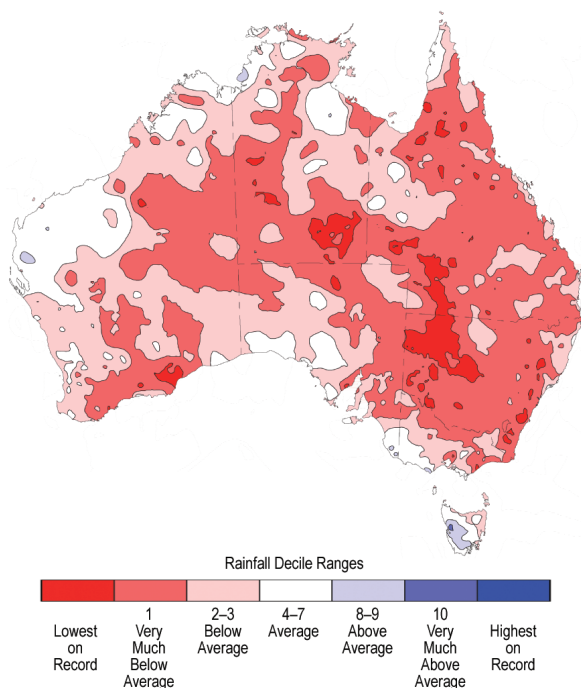 Rainfall Decile Ranges
Lowest
on
Record
1
Very
Much
Below
Average
2–3
Below
Average
4–7
Average
8–9
Above
Average
10
Very
Much
Above
Average
Highest
on
Record